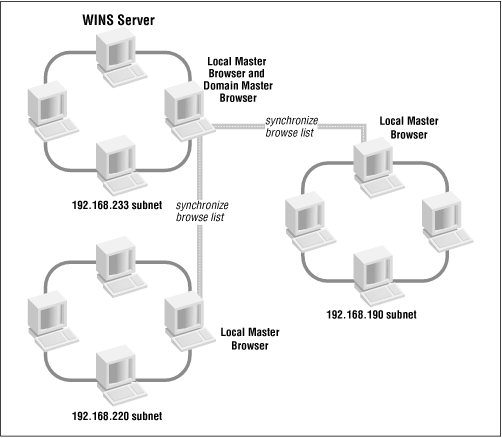 WINS Server
Local Master
Browser and
Domain Master
Browser
synchronize
browse list
Local Master
Browser
192.168.233 subnet
synchronize
browse list
192.168.190 subnet
Local Master
Browser
192.168.220 subnet